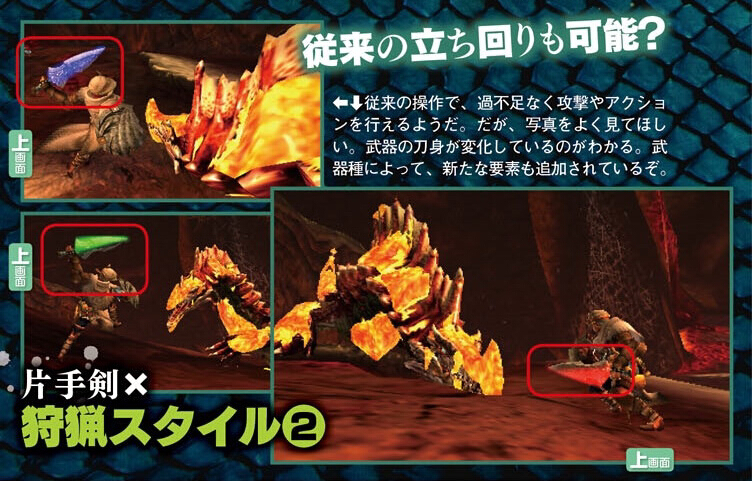 従来の立ち回りも可能?
←↓従来の操作で、過不足なく攻撃やアクショ
ンを行えるようだ。だが、写真をよく見てほし
い。武器の刀身が変化しているのがわかる。武
器種によって、新たな要素も追加されているぞ。
上画面
上画面
片手剣×
狩猟スタイル❷
上画面